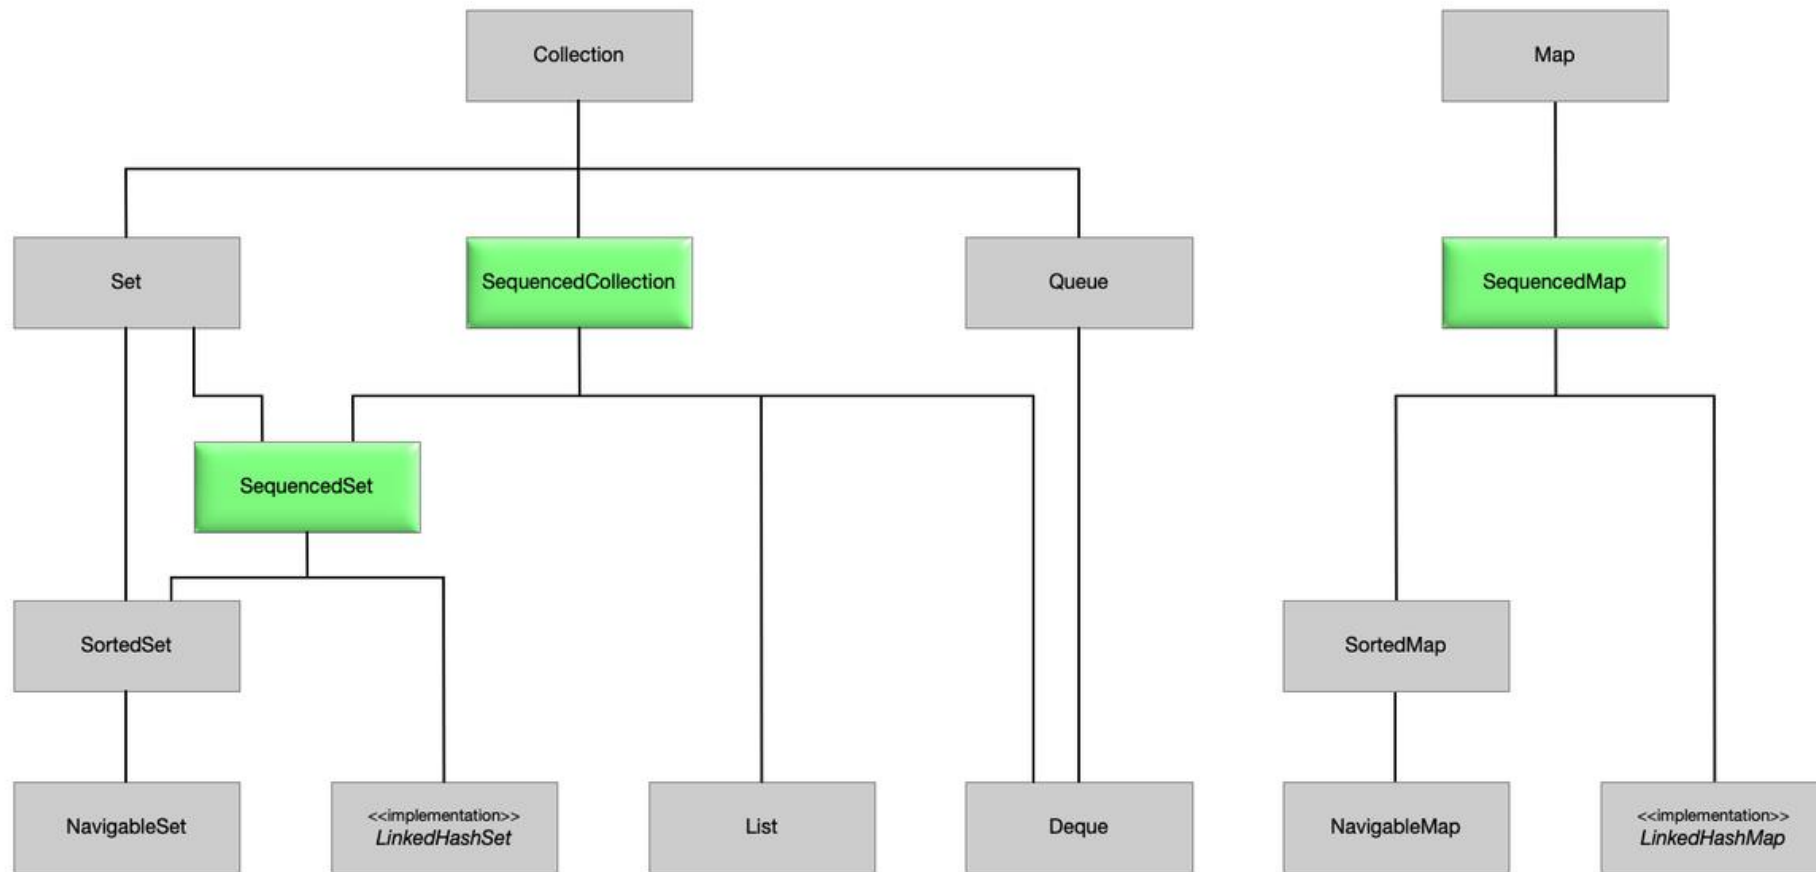 Collection
Map
Set
SequencedCollection
Queue
SequencedMap
SequencedSet
SortedSet
SortedMap
NavigableSet
<<implementation>>
LinkedHashSet
List
Deque
NavigableMap
<<implementation>>
LinkedHashMap